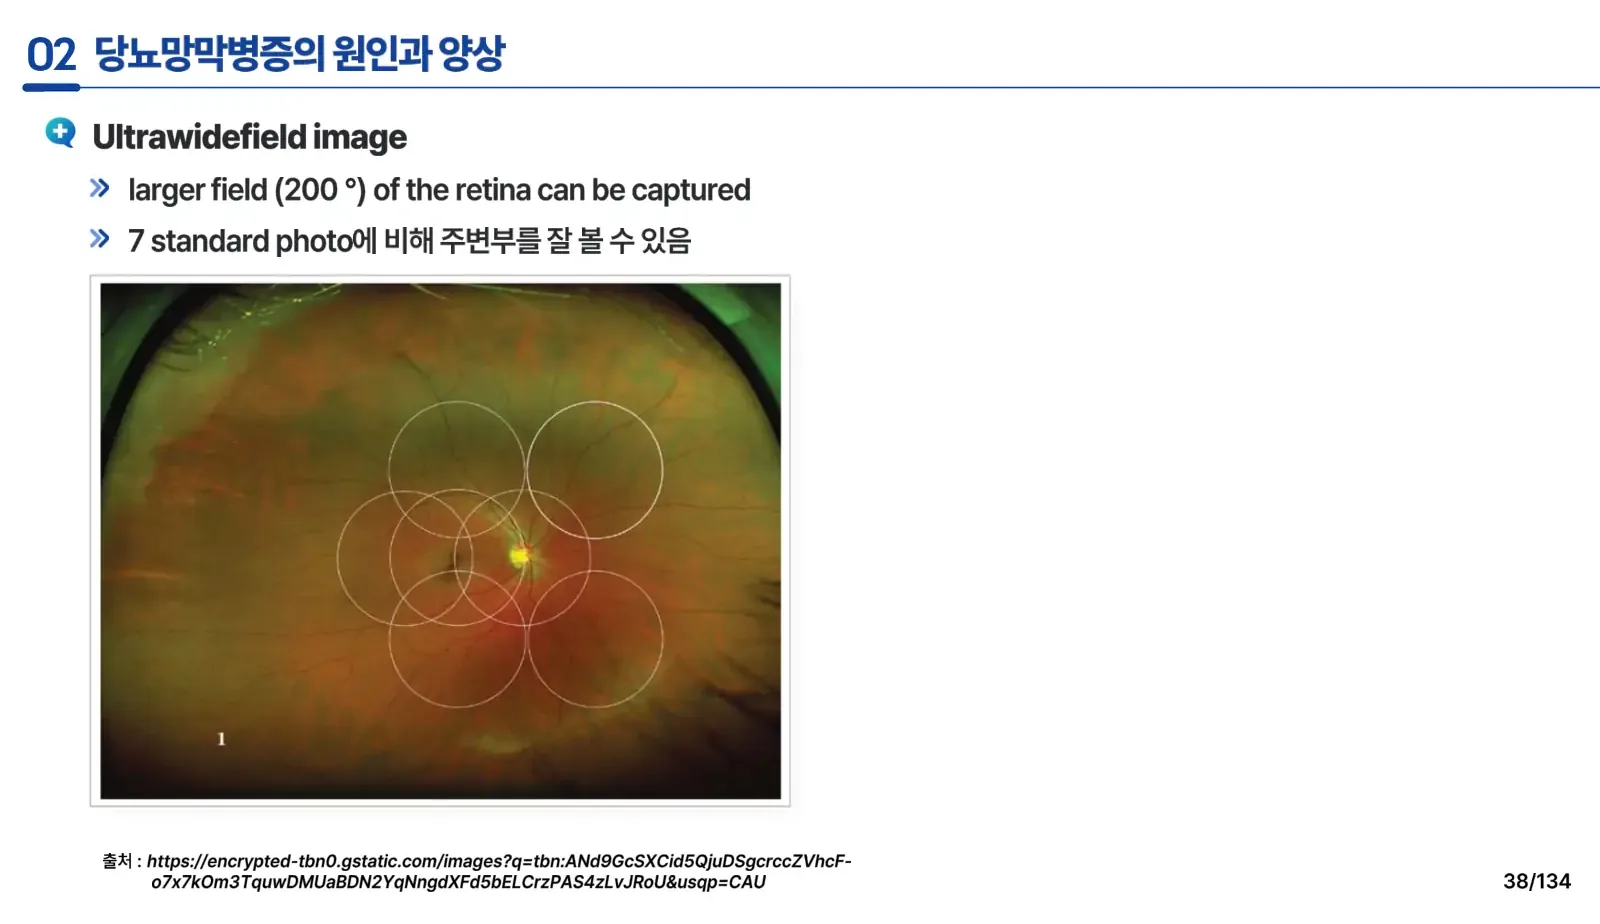 02 당뇨망막병증의 원인과 양상
Ultrawidefield image
larger field (200 °) of the retina can be captured
7 standard photo에 비해 주변부를 잘 볼 수 있음
1
출처 : https://encrypted-tbn0.gstatic.com/images?q=tbn:ANd9GcSXCid5QjuDSgcrccZVhcF-
o7x7kOm3TquwDMUaBDN2YqNngdXFd5bELCrzPAS4zLvJRoU&usqp=CAU
38/134